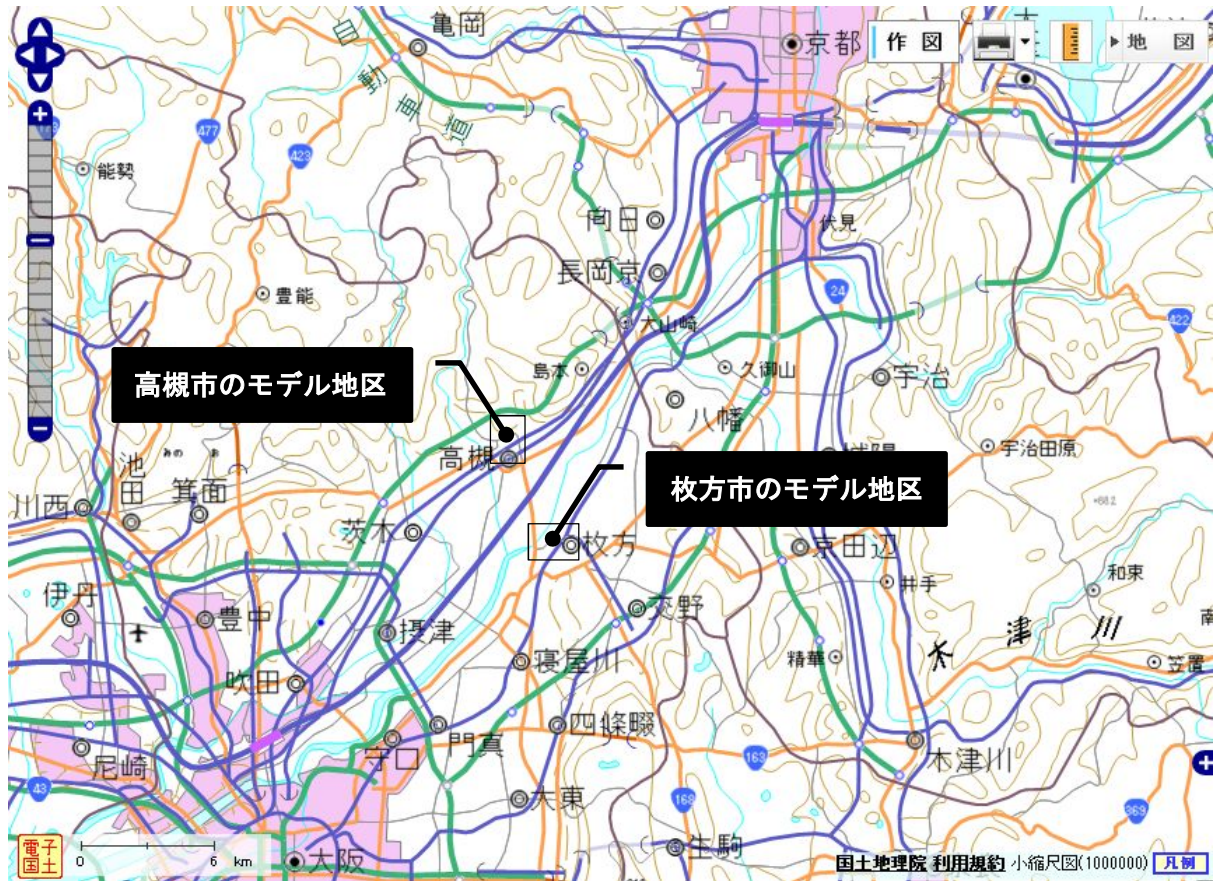 亀岡
京都
作 図
地 図
自
野
車
道
477
423
能勢
向日
伏見
豊能
長岡京
24
大山崎
422
高槻市のモデル地区
島本
久御山
宇治
八幡
高槻
宇治田原
みの お
池田
箕面
枚方市のモデル地区
川西
茨木
枚方
京田辺
井手
和束
伊丹
豊中
摂津
交野
木
津
川
南
寝屋川
精華
笠置
吹田
門真
四條畷
守口
尼崎
163
木津川
43
大東
168
369
電子国土
0 6 km
大阪
生駒
国土地理院 利用規約 小縮尺図(1000000) 凡例